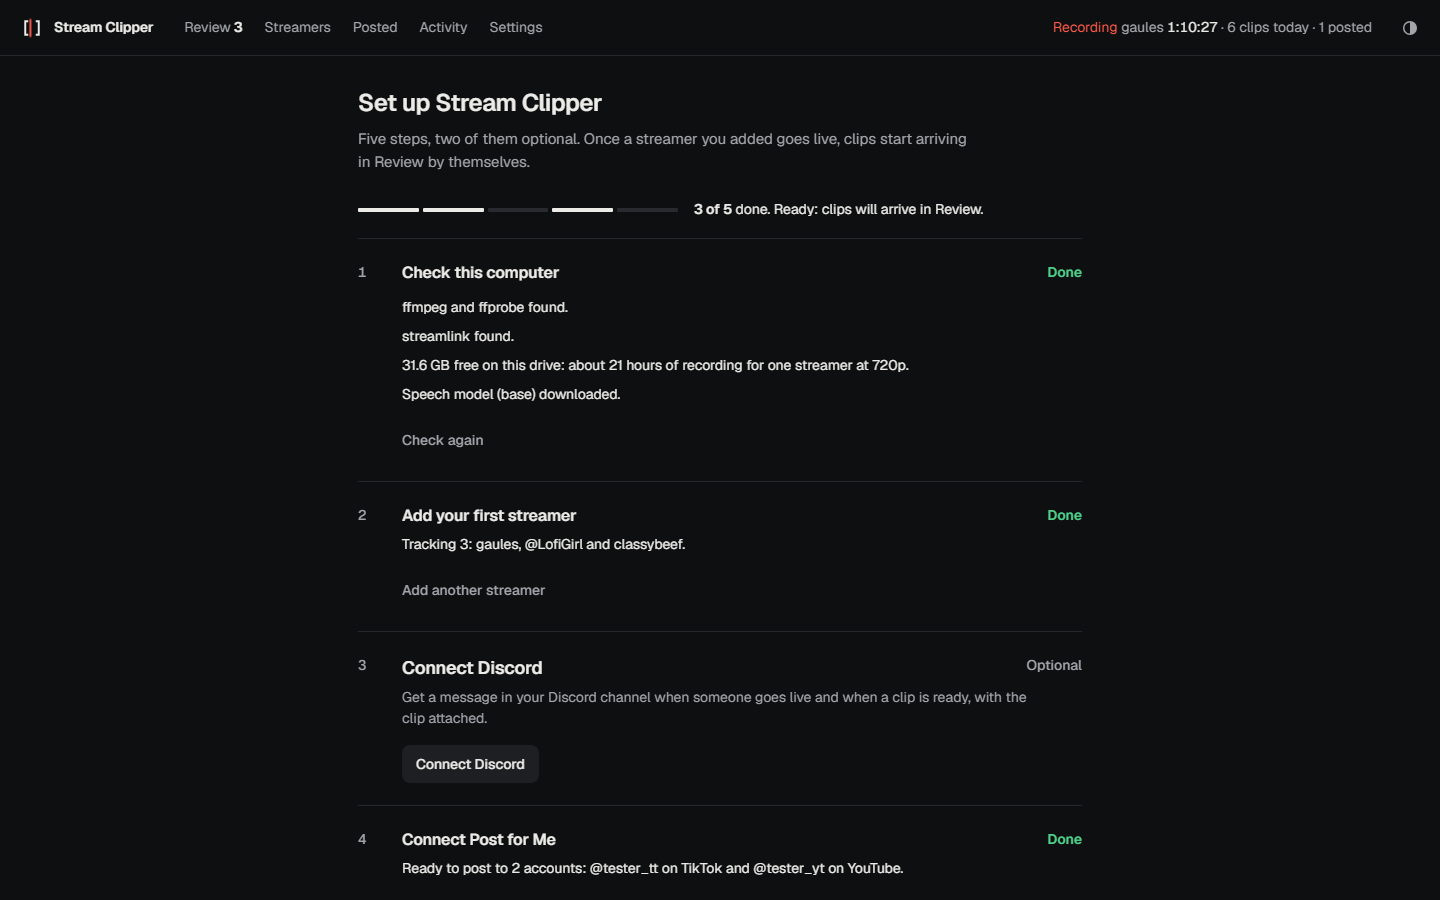 Stream Clipper Review 3 Streamers Posted Activity Settings Recording gaules 1:10:27 · 6 clips today · 1 posted
Set up Stream Clipper
Five steps, two of them optional. Once a streamer you added goes live, clips start arriving
in Review by themselves.
3 of 5 done. Ready: clips will arrive in Review.
1 Check this computer Done
ffmpeg and ffprobe found.
streamlink found.
31.6 GB free on this drive: about 21 hours of recording for one streamer at 720p.
Speech model (base) downloaded.
Check again
2 Add your first streamer Done
Tracking 3: gaules, @LofiGirl and classybeef.
Add another streamer
3 Connect Discord Optional
Get a message in your Discord channel when someone goes live and when a clip is ready, with the
clip attached.
Connect Discord
4 Connect Post for Me Done
Ready to post to 2 accounts: @tester_tt on TikTok and @tester_yt on YouTube.